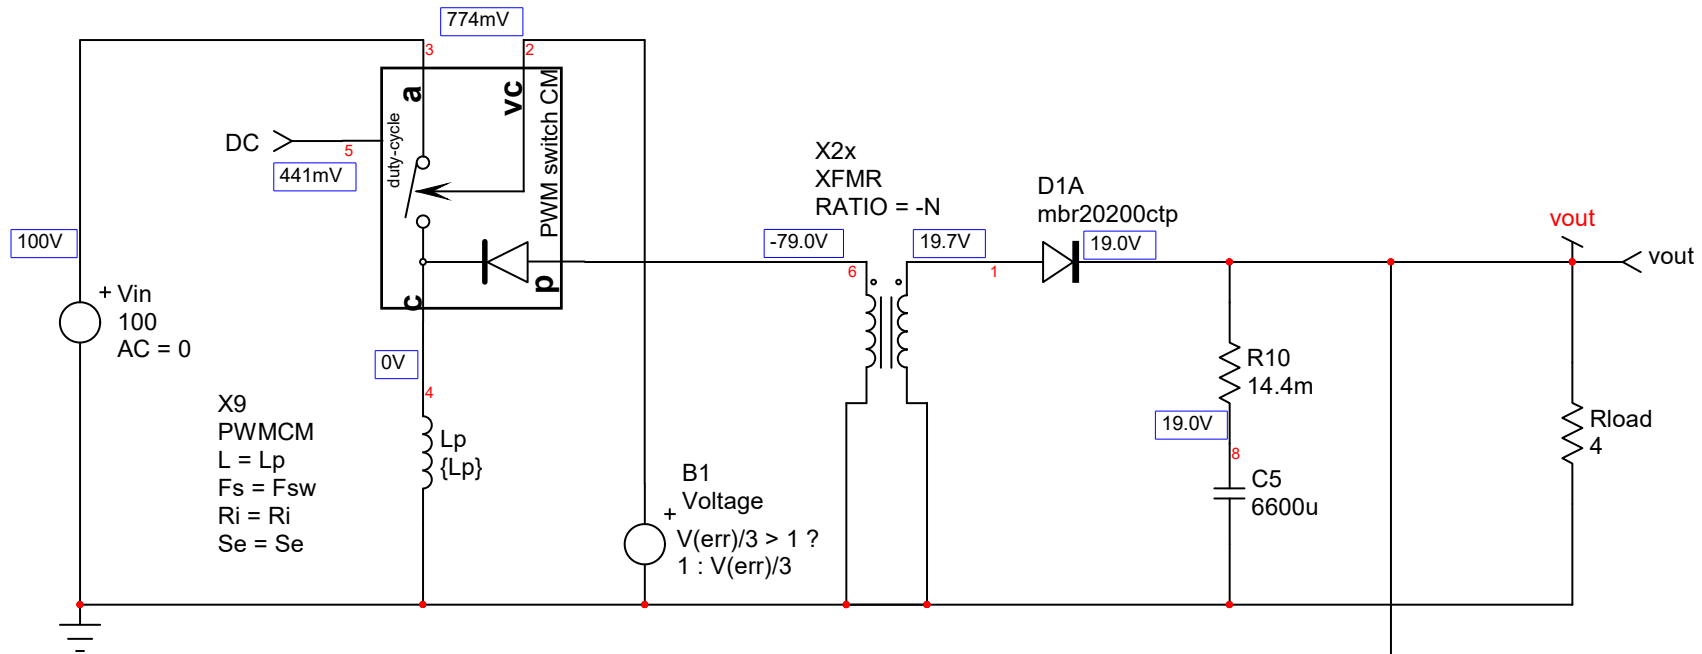 774mV
3
2
a
vc
PWM switch CM
duty-cycle
DC
5
441mV
p
c
100V
+ Vin
100
AC = 0
0V
4
X9
PWMCM
L = Lp
Fs = Fsw
Ri = Ri
Se = Se
Lp
{Lp}
B1
Voltage
+
V(err)/3 > 1 ?
1 : V(err)/3
X2x
XFMR
RATIO = -N
-79.0V
6
19.7V
1
D1A
mbr20200ctp
19.0V
vout
vout
R10
14.4m
19.0V
8
C5
6600u
Rload
4